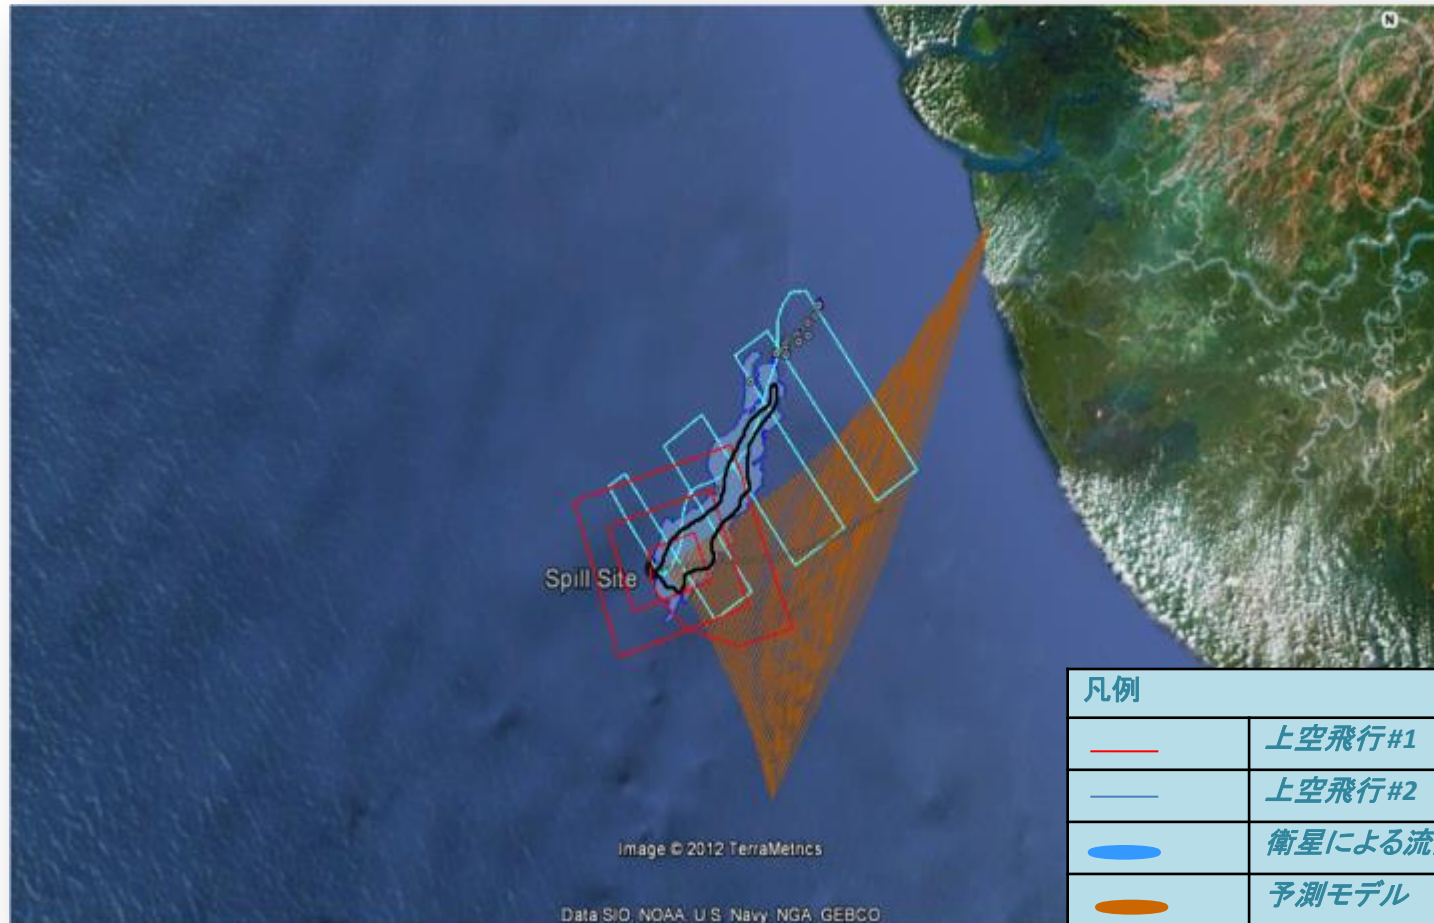 N
Spill Site
凡例
上空飛行#1
上空飛行#2
衛星による流
予測モデル
Image © 2012 TerraMetrics
Data SIO, NOAA, U.S. Navy, NGA, GEBCO